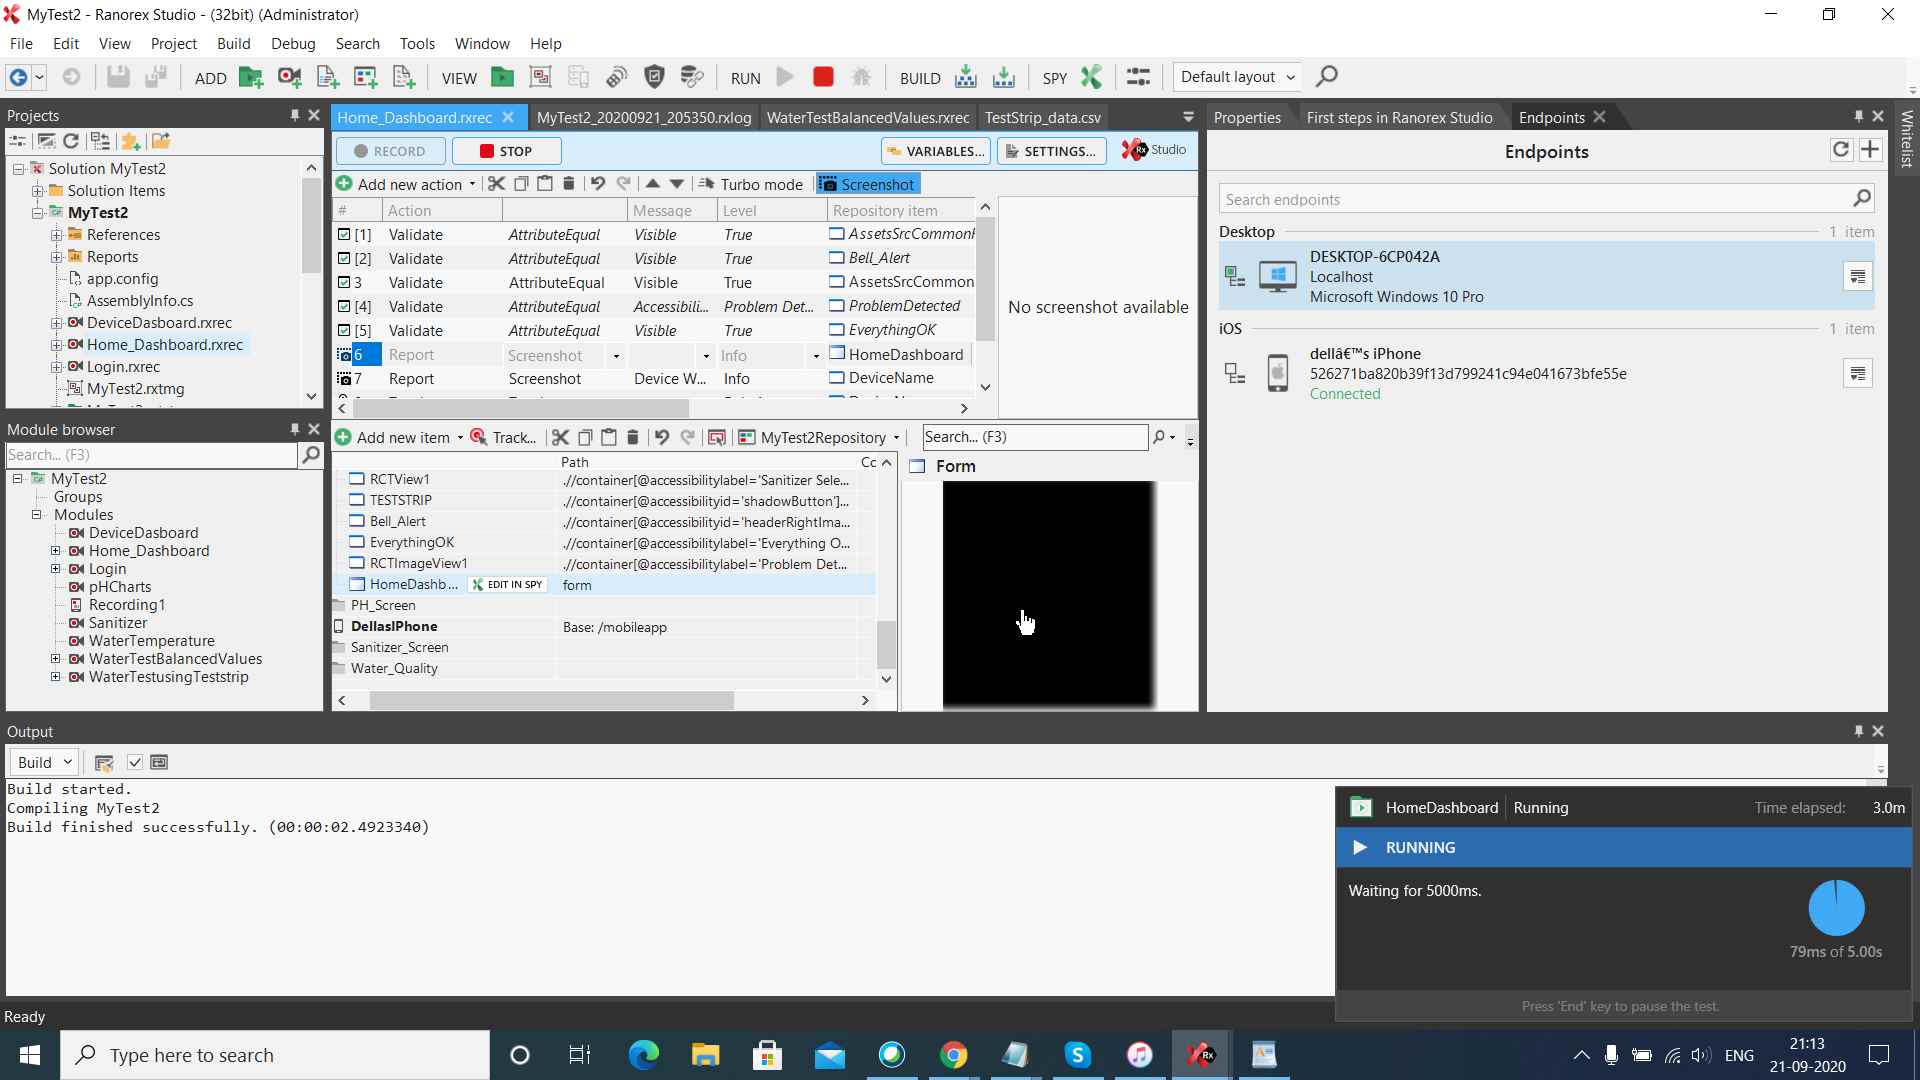 MyTest2 - Ranorex Studio - (32bit) (Administrator)
File Edit View Project Build Debug Search Tools Window Help
ADD VIEW RUN BUILD SPY Default layout
Projects
Solution MyTest2
Solution Items
MyTest2
References
Reports
app.config
AssemblyInfo.cs
DeviceDasboard.rxrec
Home_Dashboard.rxrec
Login.rxrec
MyTest2.rxtmg
Module browser
Search... (F3)
MyTest2
Groups
Modules
DeviceDasboard
Home_Dashboard
Login
pHCharts
Recording1
Sanitizer
WaterTemperature
WaterTestBalancedValues
WaterTestusingTeststrip
Home_Dashboard.rxrec MyTest2_20200921_205350.rxlog WaterTestBalancedValues.rxrec TestStrip_data.csv
RECORD STOP VARIABLES... SETTINGS... Rx Studio
Add new action Turbo mode Screenshot
# Action Message Level Repository item
[1] Validate AttributeEqual Visible True AssetsSrcCommonI
[2] Validate AttributeEqual Visible True Bell_Alert
3 Validate AttributeEqual Visible True AssetsSrcCommon
[4] Validate AttributeEqual Accessibili... Problem Det... ProblemDetected
[5] Validate AttributeEqual Visible True EverythingOK
6 Report Screenshot Info HomeDashboard
7 Report Screenshot Device W... Info DeviceName
No screenshot available
Add new item Track... MyTest2Repository Search... (F3)
Path Cc
RCTView1 .//container[@accessibilitylabel='Sanitizer Sele...
TESTSTRIP .//container[@accessibilityid='shadowButton']...
Bell_Alert .//container[@accessibilityid='headerRightIma...
EverythingOK .//container[@accessibilitylabel='Everything O...
RCTImageView1 .//container[@accessibilitylabel='Problem Det...
HomeDashb... EDIT IN SPY form
PH_Screen
DellasIPhone Base: /mobileapp
Sanitizer_Screen
Water_Quality
Form
Properties First steps in Ranorex Studio Endpoints
Endpoints
Search endpoints
Desktop 1 item
DESKTOP-6CP042A
Localhost
Microsoft Windows 10 Pro
iOS 1 item
dellâ€™s iPhone
526271ba820b39f13d799241c94e041673bfe55e
Connected
Whitelist
Output
Build
Build started.
Compiling MyTest2
Build finished successfully. (00:00:02.4923340)
HomeDashboard Running Time elapsed: 3.0m
RUNNING
Waiting for 5000ms.
79ms of 5.00s
Press 'End' key to pause the test.
Ready
Type here to search
ENG
21:13
21-09-2020